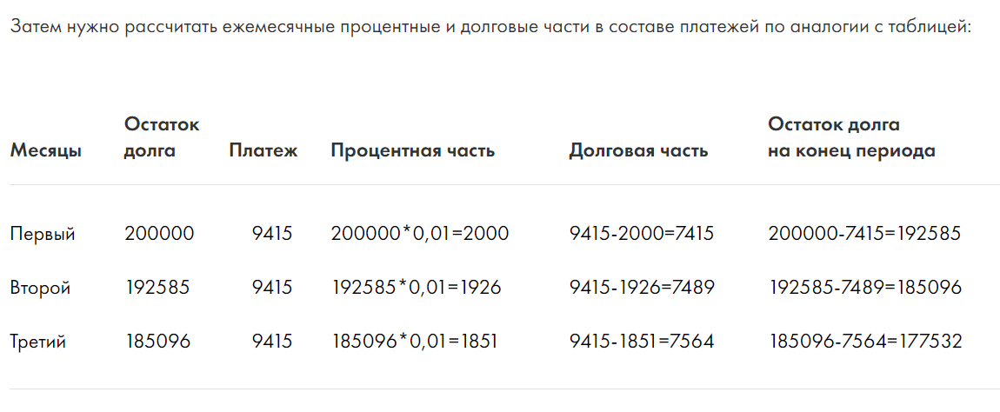 Затем нужно рассчитать ежемесячные процентные и долговые части в составе платежей по аналогии с таблицей:
Месяцы Остаток долга Платеж Процентная часть Долговая часть Остаток долга на конец периода
Первый 200000 9415 200000*0,01=2000 9415-2000=7415 200000-7415=192585
Второй 192585 9415 192585*0,01=1926 9415-1926=7489 192585-7489=185096
Третий 185096 9415 185096*0,01=1851 9415-1851=7564 185096-7564=177532